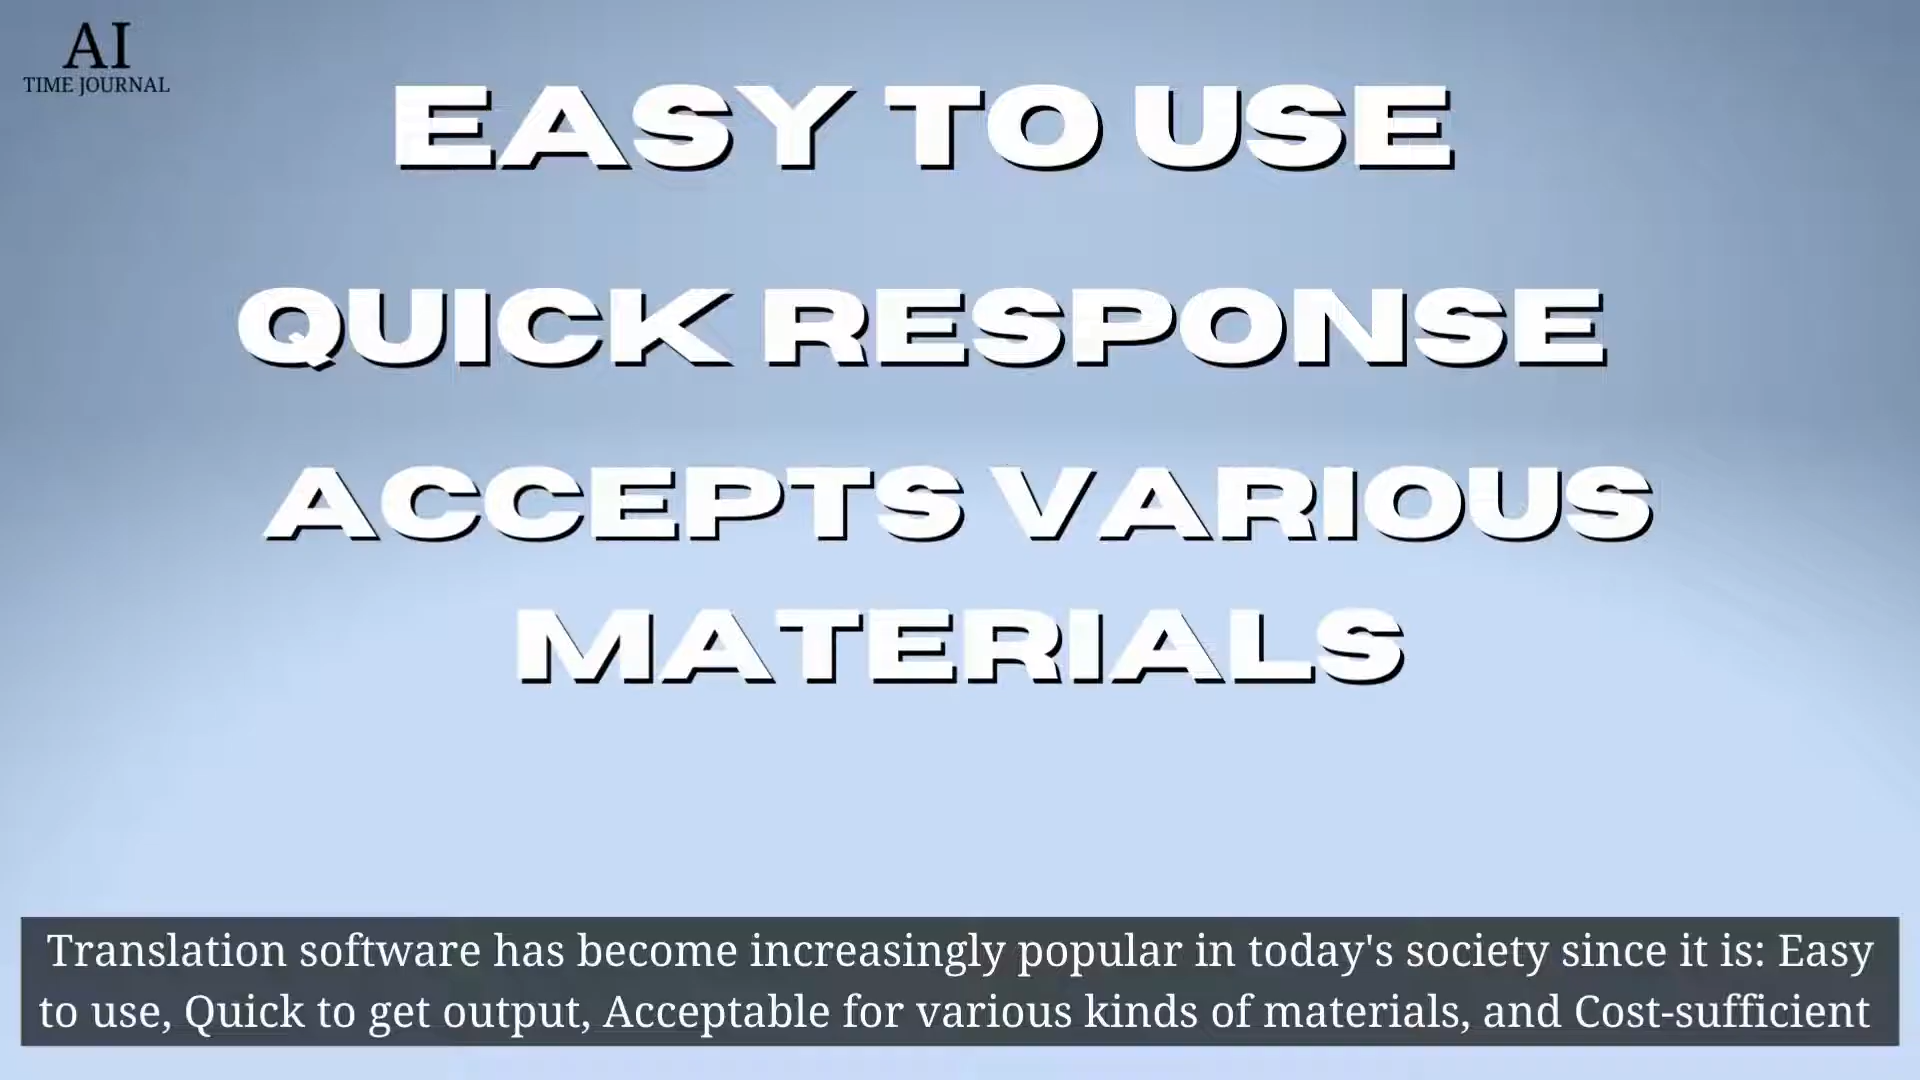 AI
TIME JOURNAL
EASY TO USE
QUICK RESPONSE
ACCEPTS VARIOUS
MATERIALS
Translation software has become increasingly popular in today's society since it is: Easy
to use, Quick to get output, Acceptable for various kinds of materials, and Cost-sufficient